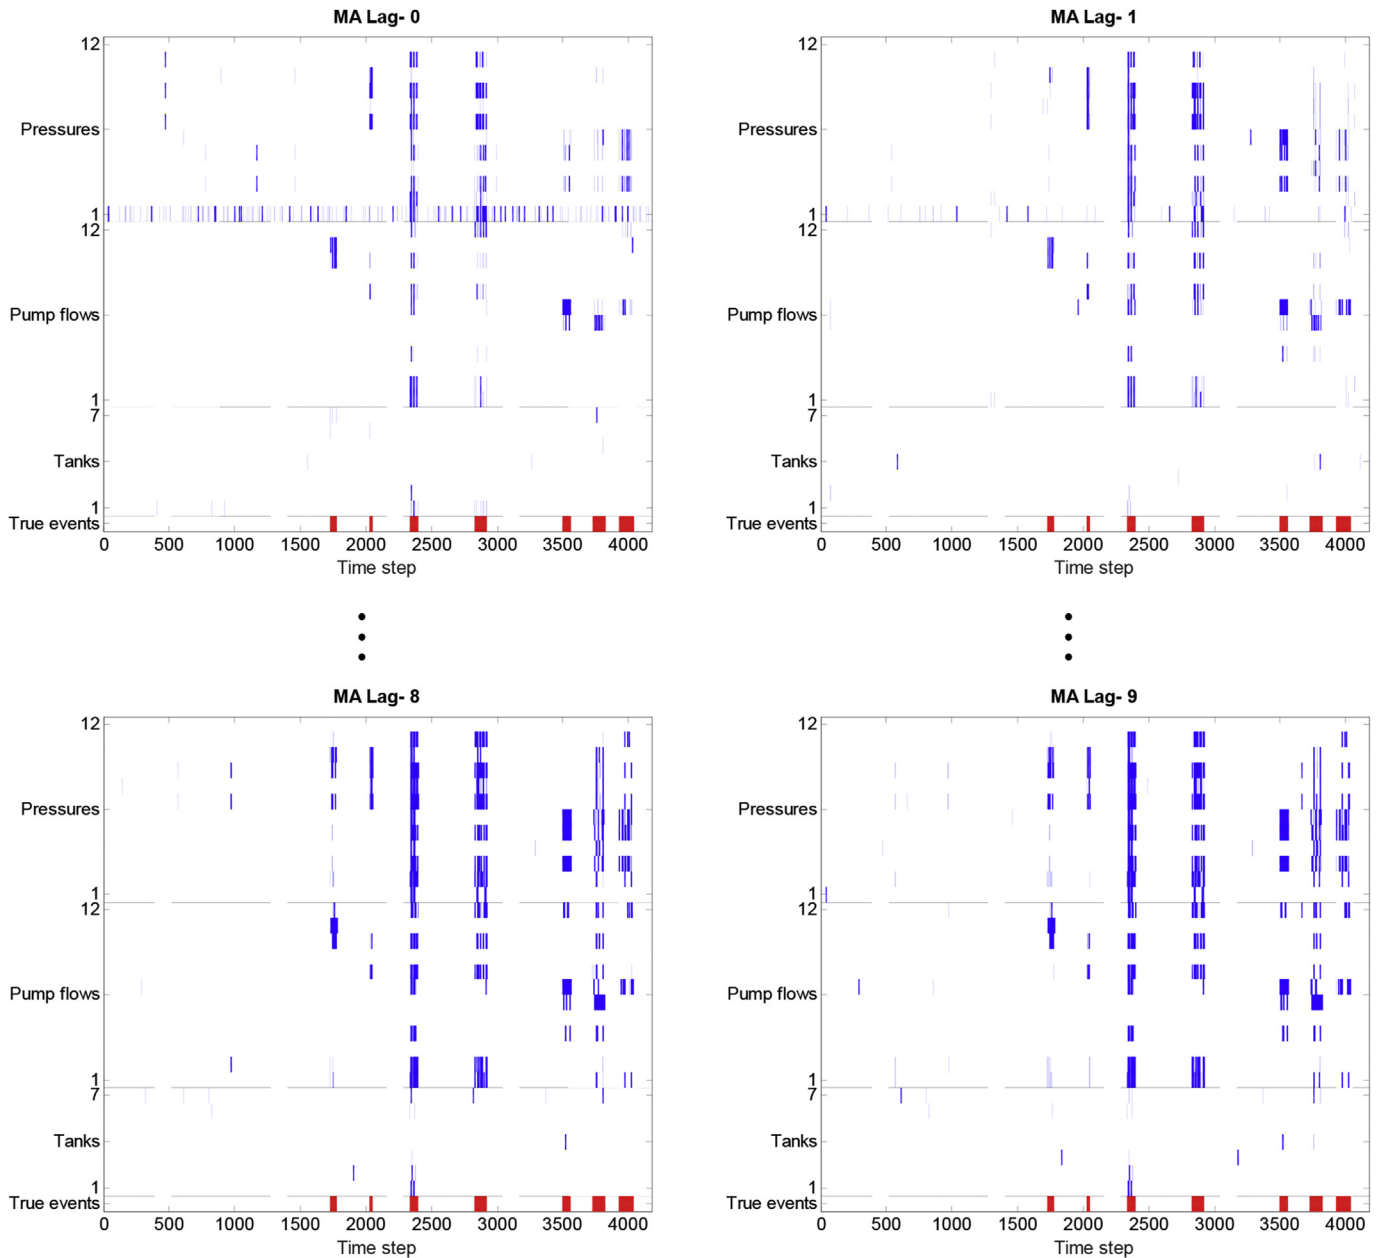 MA Lag- 0
12
Pressures
1
12
Pump flows
1
7
Tanks
1
True events
0 500 1000 1500 2000 2500 3000 3500 4000
Time step
MA Lag- 1
12
Pressures
1
12
Pump flows
1
7
Tanks
1
True events
0 500 1000 1500 2000 2500 3000 3500 4000
Time step
MA Lag- 8
12
Pressures
1
12
Pump flows
1
7
Tanks
1
True events
0 500 1000 1500 2000 2500 3000 3500 4000
Time step
MA Lag- 9
12
Pressures
1
12
Pump flows
1
7
Tanks
1
True events
0 500 1000 1500 2000 2500 3000 3500 4000
Time step